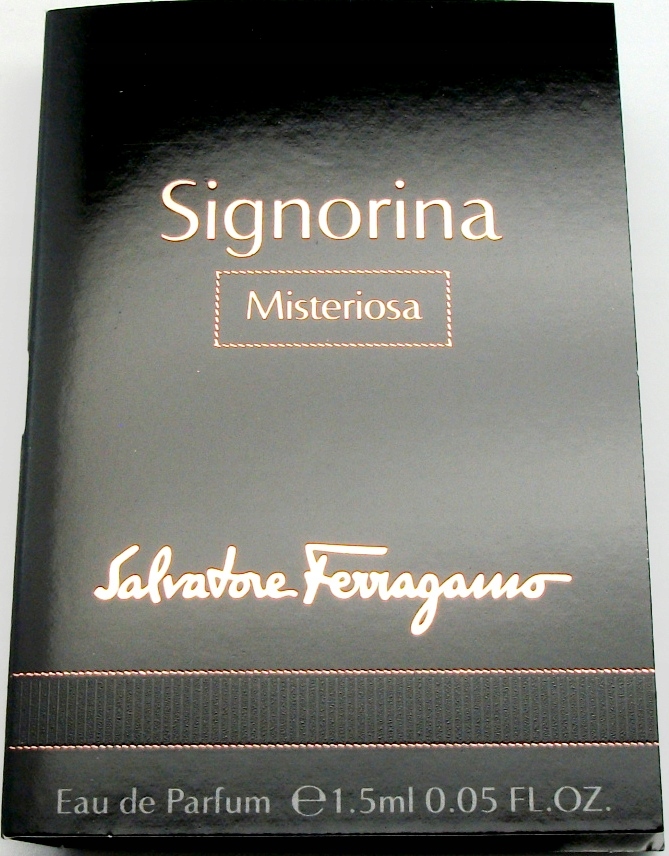 Signorina
Misteriosa
Salvatore Ferragamo
Eau de Parfum ℮1.5ml 0.05 FL.OZ.